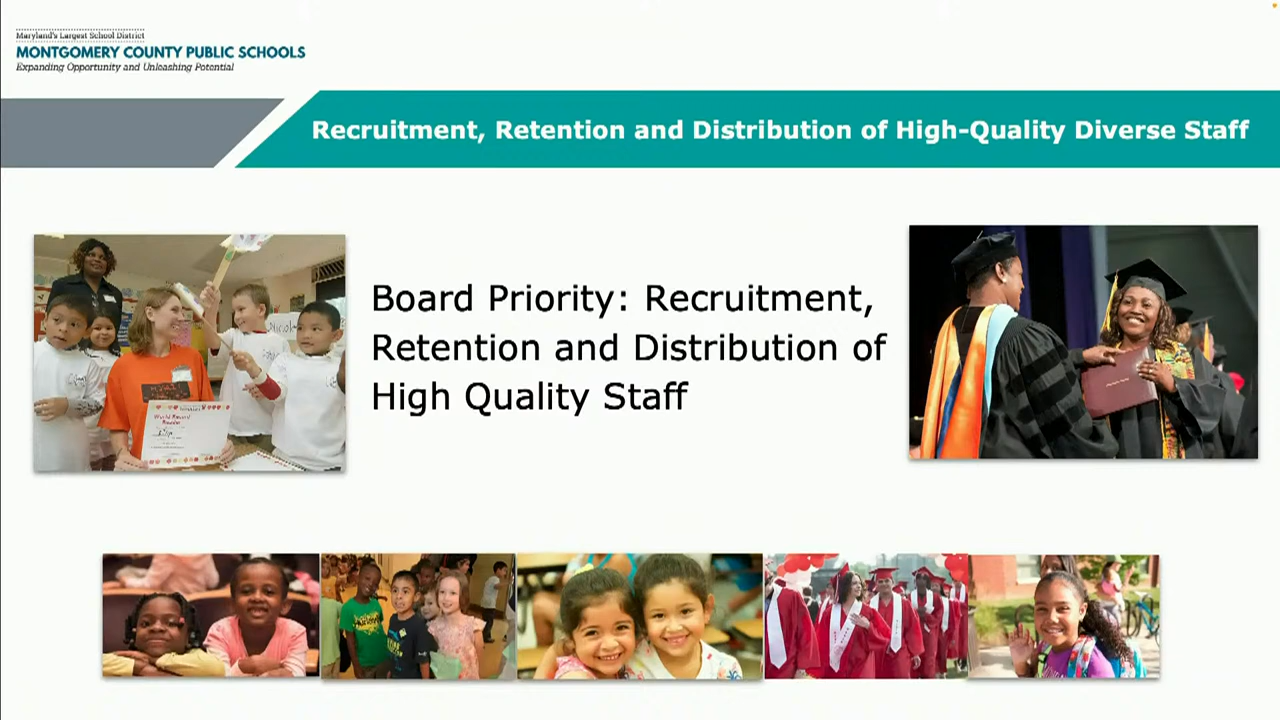 Maryland's Largest School District
MONTGOMERY COUNTY PUBLIC SCHOOLS
Expanding Opportunity and Unleashing Potential
Recruitment, Retention and Distribution of High-Quality Diverse Staff
Board Priority: Recruitment,
Retention and Distribution of
High Quality Staff